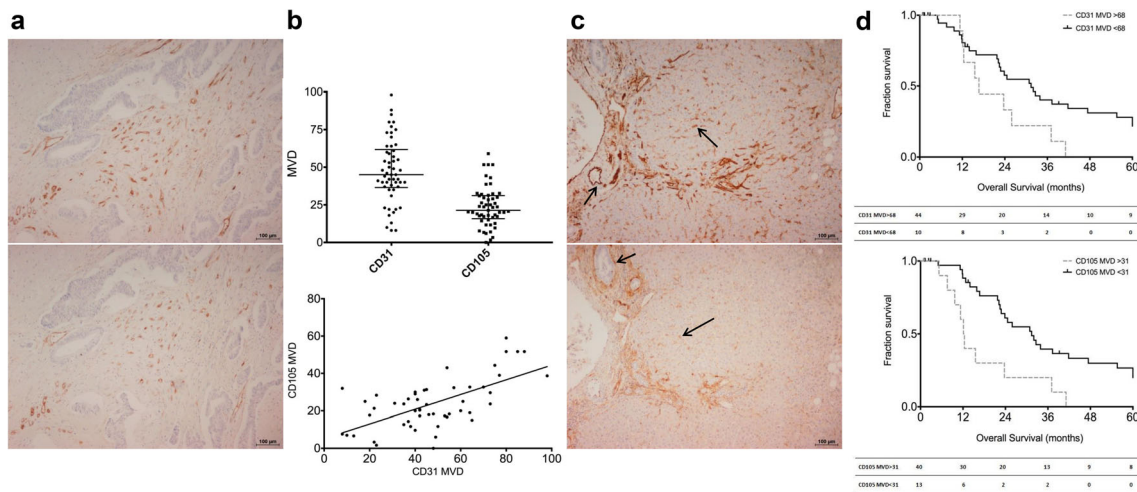 a
b
c
d
100 µm
100 µm
MVD
100
75
50
25
0
CD31
CD105
CD105 MVD
80
60
40
20
0
0 20 40 60 80 100
CD31 MVD
100 µm
100 µm
CD31 MVD >68
CD31 MVD <68
Fraction survival
1.0
0.5
0.0
0 12 24 36 48 60
Overall Survival (months)
CD31 MVD>68 44 29 20 14 10 9
CD31 MVD<68 10 8 3 2 0 0
CD105 MVD >31
CD105 MVD <31
Fraction survival
1.0
0.5
0.0
0 12 24 36 48 60
Overall Survival (months)
CD105 MVD>31 40 30 20 13 9 8
CD105 MVD<31 13 6 2 2 0 0